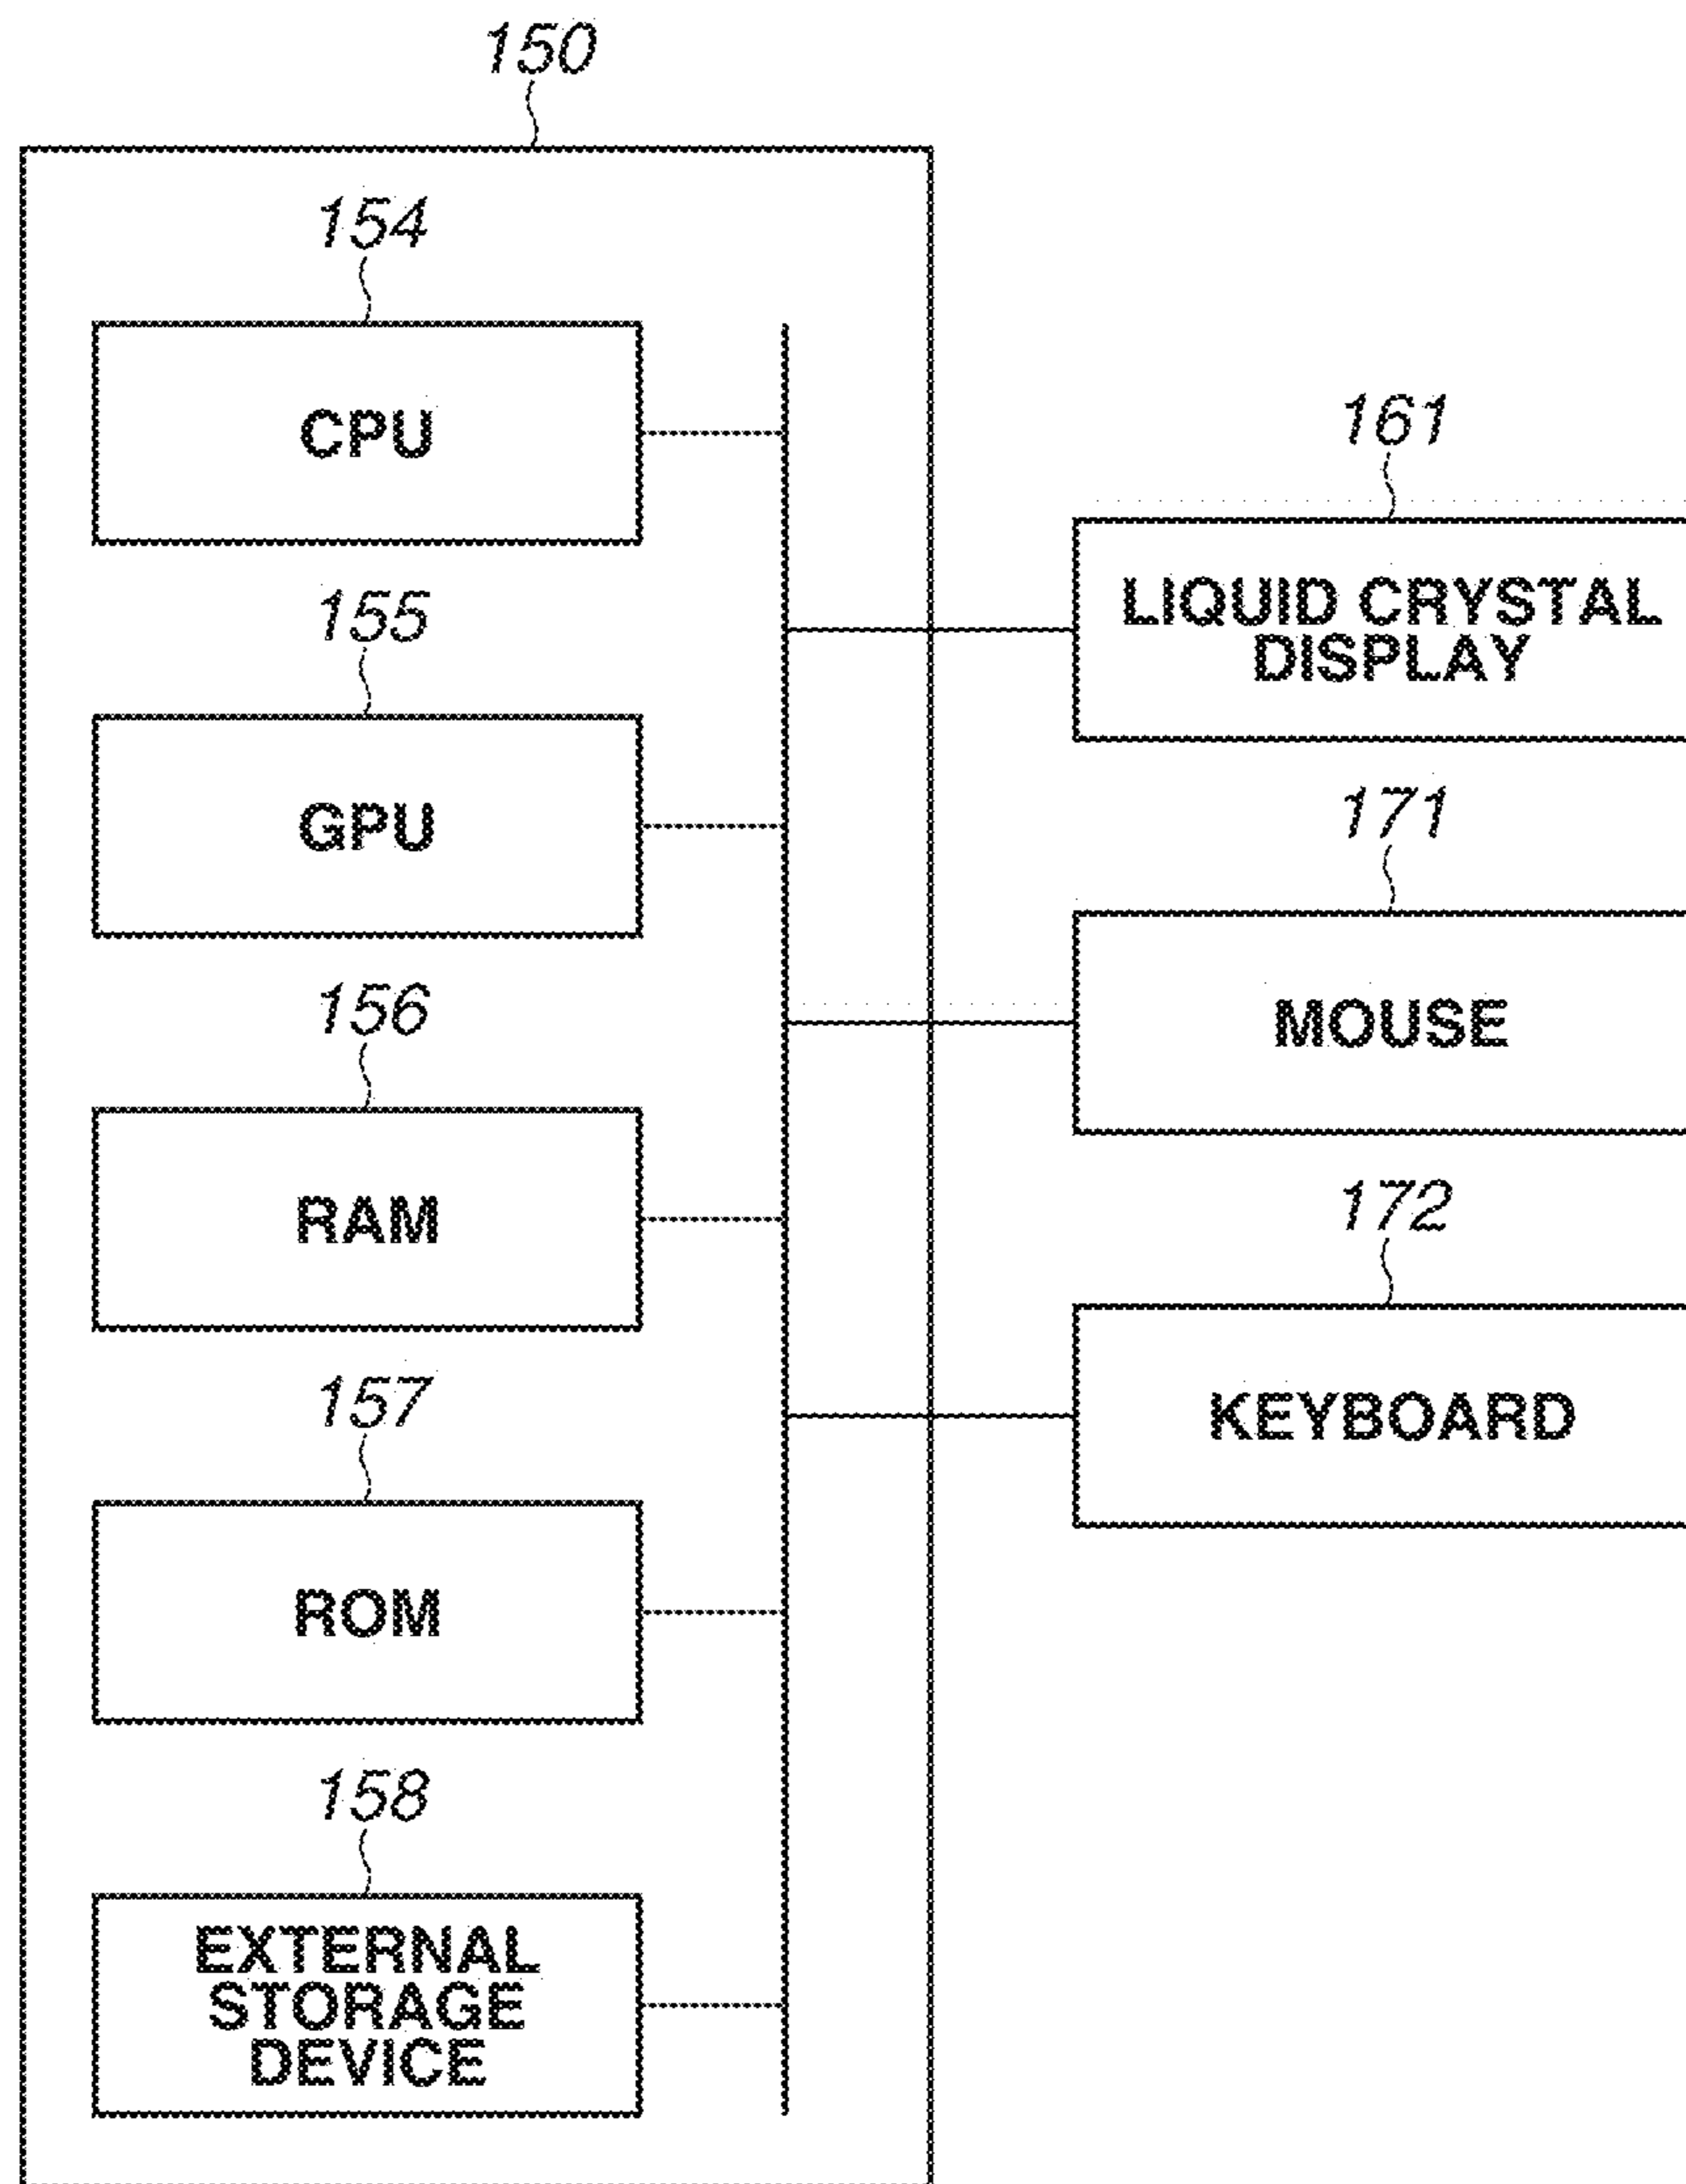 150
154
CPU
155
GPU
156
RAM
157
ROM
158
EXTERNAL
STORAGE
DEVICE
161
LIQUID CRYSTAL
DISPLAY
171
MOUSE
172
KEYBOARD